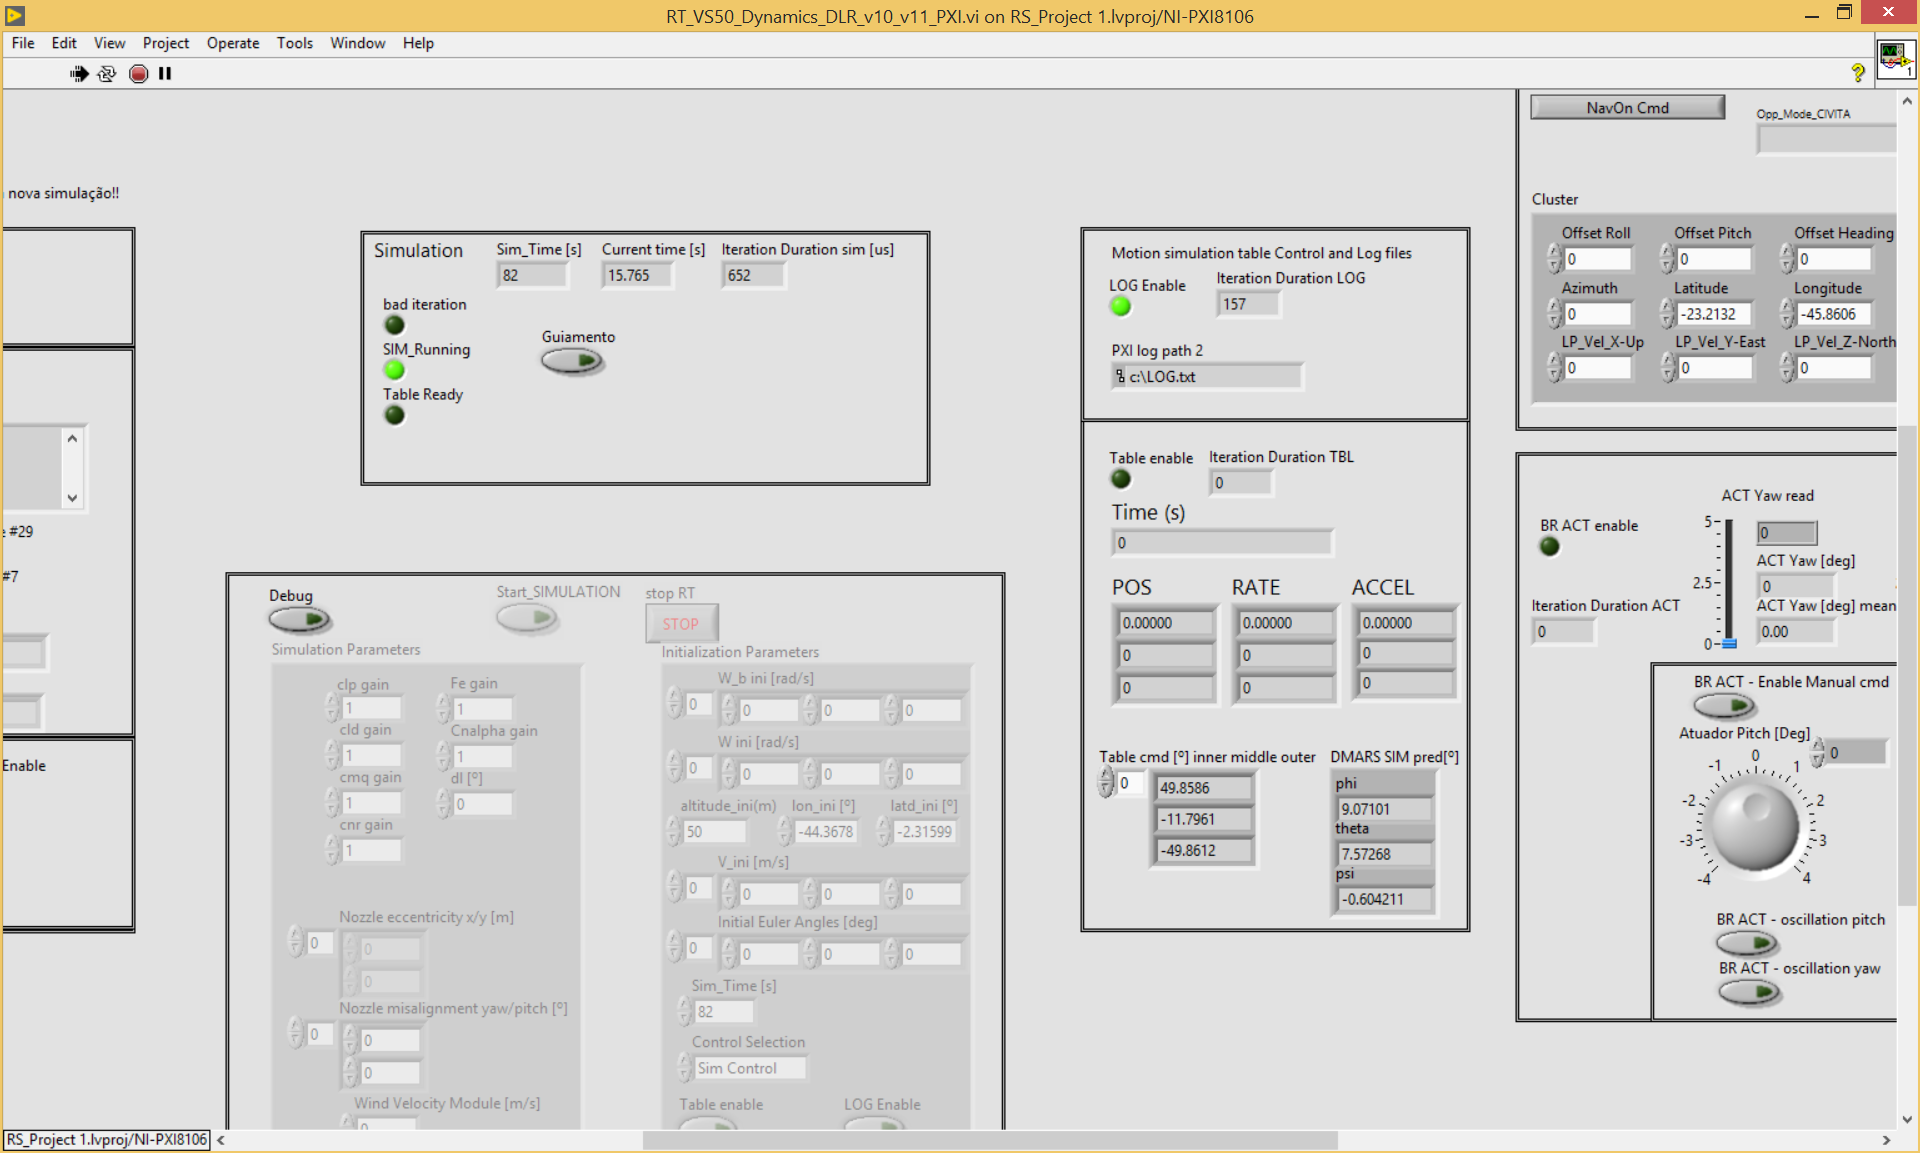 RT_VS50_Dynamics_DLR_v10_v11_PXI.vi on RS_Project 1.lvproj/NI-PXI8106
File Edit View Project Operate Tools Window Help
1
nova simulação!!
#29
#7
Enable
Simulation
Sim_Time [s] Current time [s] Iteration Duration sim [us]
82 15.765 652
bad iteration
SIM_Running
Table Ready
Guiamento
Debug
Start_SIMULATION
stop RT
STOP
Simulation Parameters
clp gain Fe gain
1 1
cld gain Cnalpha gain
1 1
cmq gain dl [º]
1 0
cnr gain
1
Nozzle eccentricity x/y [m]
0 0
0
Nozzle misalignment yaw/pitch [º]
0 0
0
Wind Velocity Module [m/s]
0
Initialization Parameters
W_b ini [rad/s]
0 0 0 0
W ini [rad/s]
0 0 0 0
altitude_ini(m) lon_ini [º] latd_ini [º]
50 -44.3678 -2.31599
V_ini [m/s]
0 0 0 0
Initial Euler Angles [deg]
0 0 0 0
Sim_Time [s]
82
Control Selection
Sim Control
Table enable LOG Enable
Motion simulation table Control and Log files
LOG Enable Iteration Duration LOG
157
PXI log path 2
c:\LOG.txt
Table enable Iteration Duration TBL
0
Time (s)
0
POS RATE ACCEL
0.00000 0.00000 0.00000
0 0 0
0 0 0
Table cmd [º] inner middle outer
0 49.8586
-11.7961
-49.8612
DMARS SIM pred[º]
phi
9.07101
theta
7.57268
psi
-0.604211
NavOn Cmd
Opp_Mode_CIVITA
Cluster
Offset Roll Offset Pitch Offset Heading
0 0 0
Azimuth Latitude Longitude
0 -23.2132 -45.8606
LP_Vel_X-Up LP_Vel_Y-East LP_Vel_Z-North
0 0 0
ACT Yaw read
BR ACT enable
5
2.5
0
0
ACT Yaw [deg]
0
ACT Yaw [deg] mean
0.00
Iteration Duration ACT
0
BR ACT - Enable Manual cmd
Atuador Pitch [Deg]
0
-4 -3 -2 -1 0 1 2 3 4
BR ACT - oscillation pitch
BR ACT - oscillation yaw
RS_Project 1.lvproj/NI-PXI8106